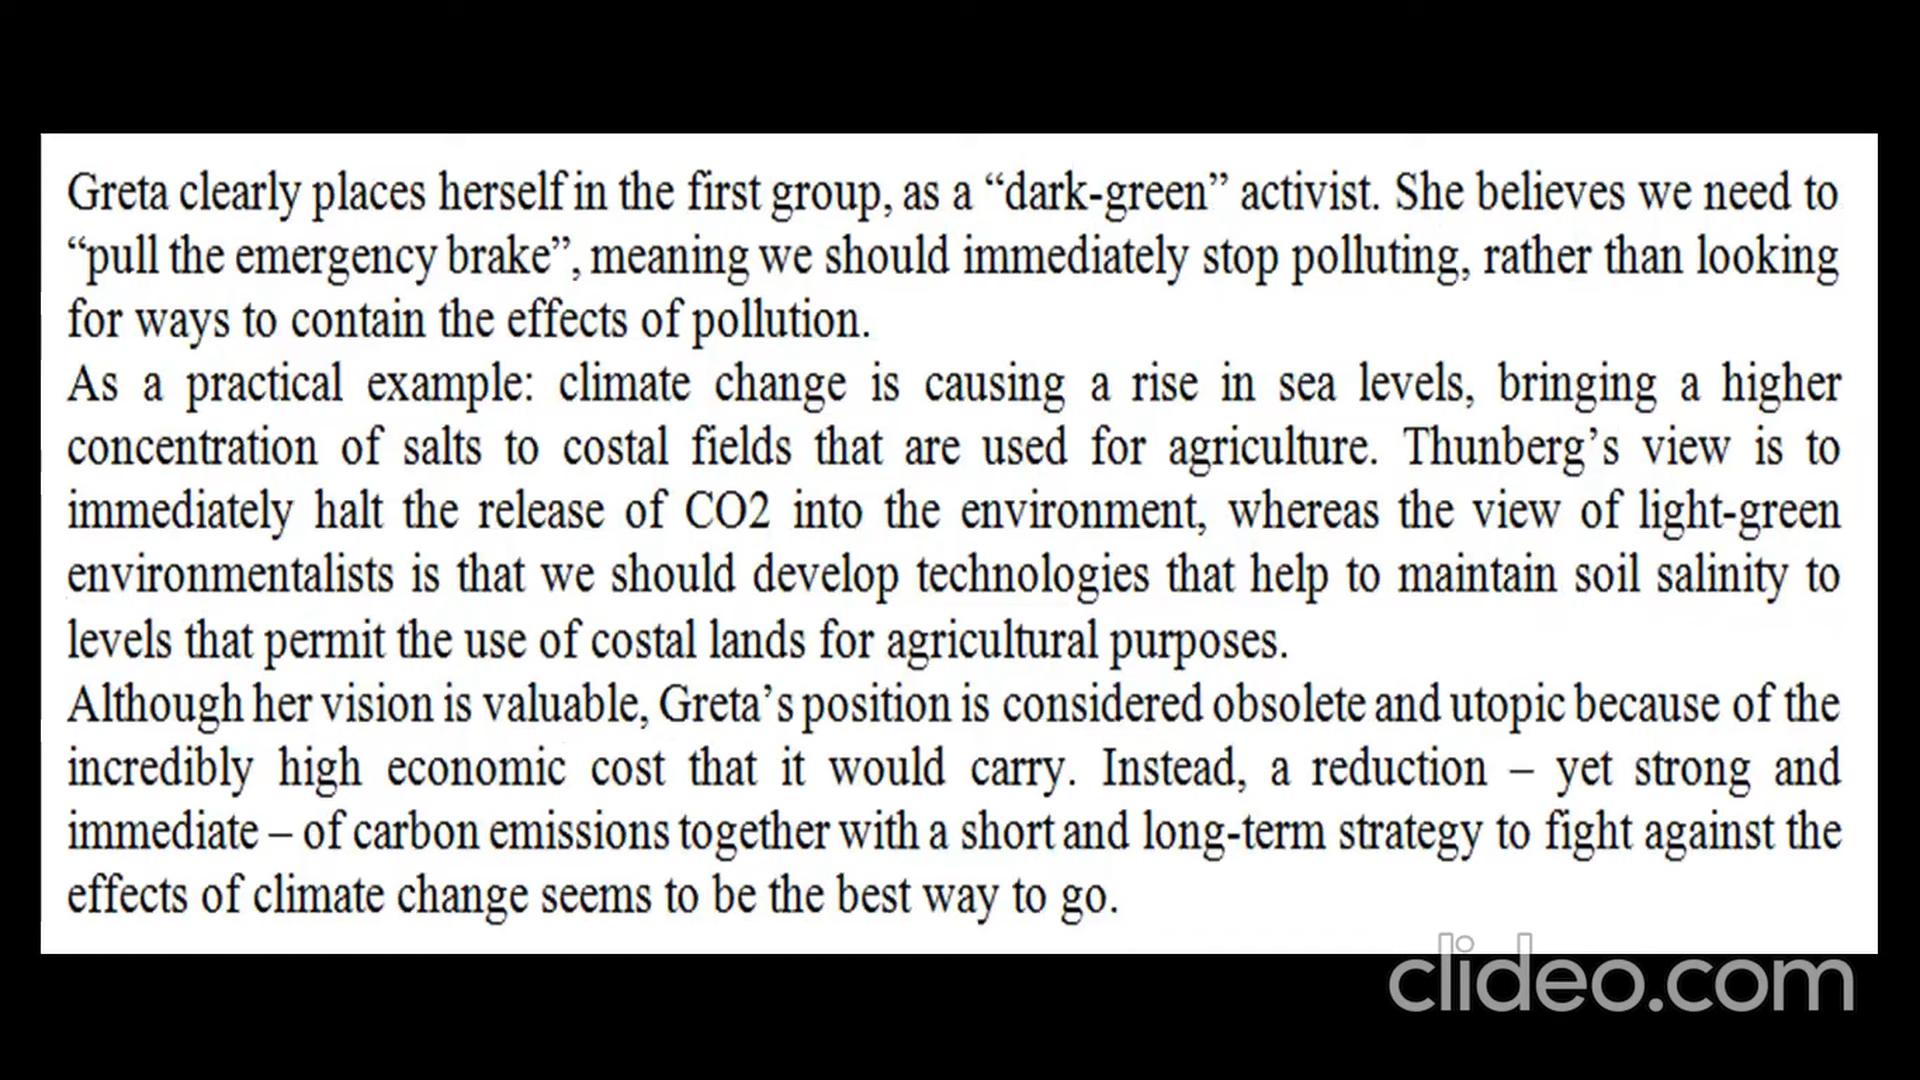 Greta clearly places herself in the first group, as a “dark-green” activist. She believes we need to
“pull the emergency brake”, meaning we should immediately stop polluting, rather than looking
for ways to contain the effects of pollution.
As a practical example: climate change is causing a rise in sea levels, bringing a higher
concentration of salts to costal fields that are used for agriculture. Thunberg’s view is to
immediately halt the release of CO2 into the environment, whereas the view of light-green
environmentalists is that we should develop technologies that help to maintain soil salinity to
levels that permit the use of costal lands for agricultural purposes.
Although her vision is valuable, Greta’s position is considered obsolete and utopic because of the
incredibly high economic cost that it would carry. Instead, a reduction – yet strong and
immediate – of carbon emissions together with a short and long-term strategy to fight against the
effects of climate change seems to be the best way to go.
clideo.com